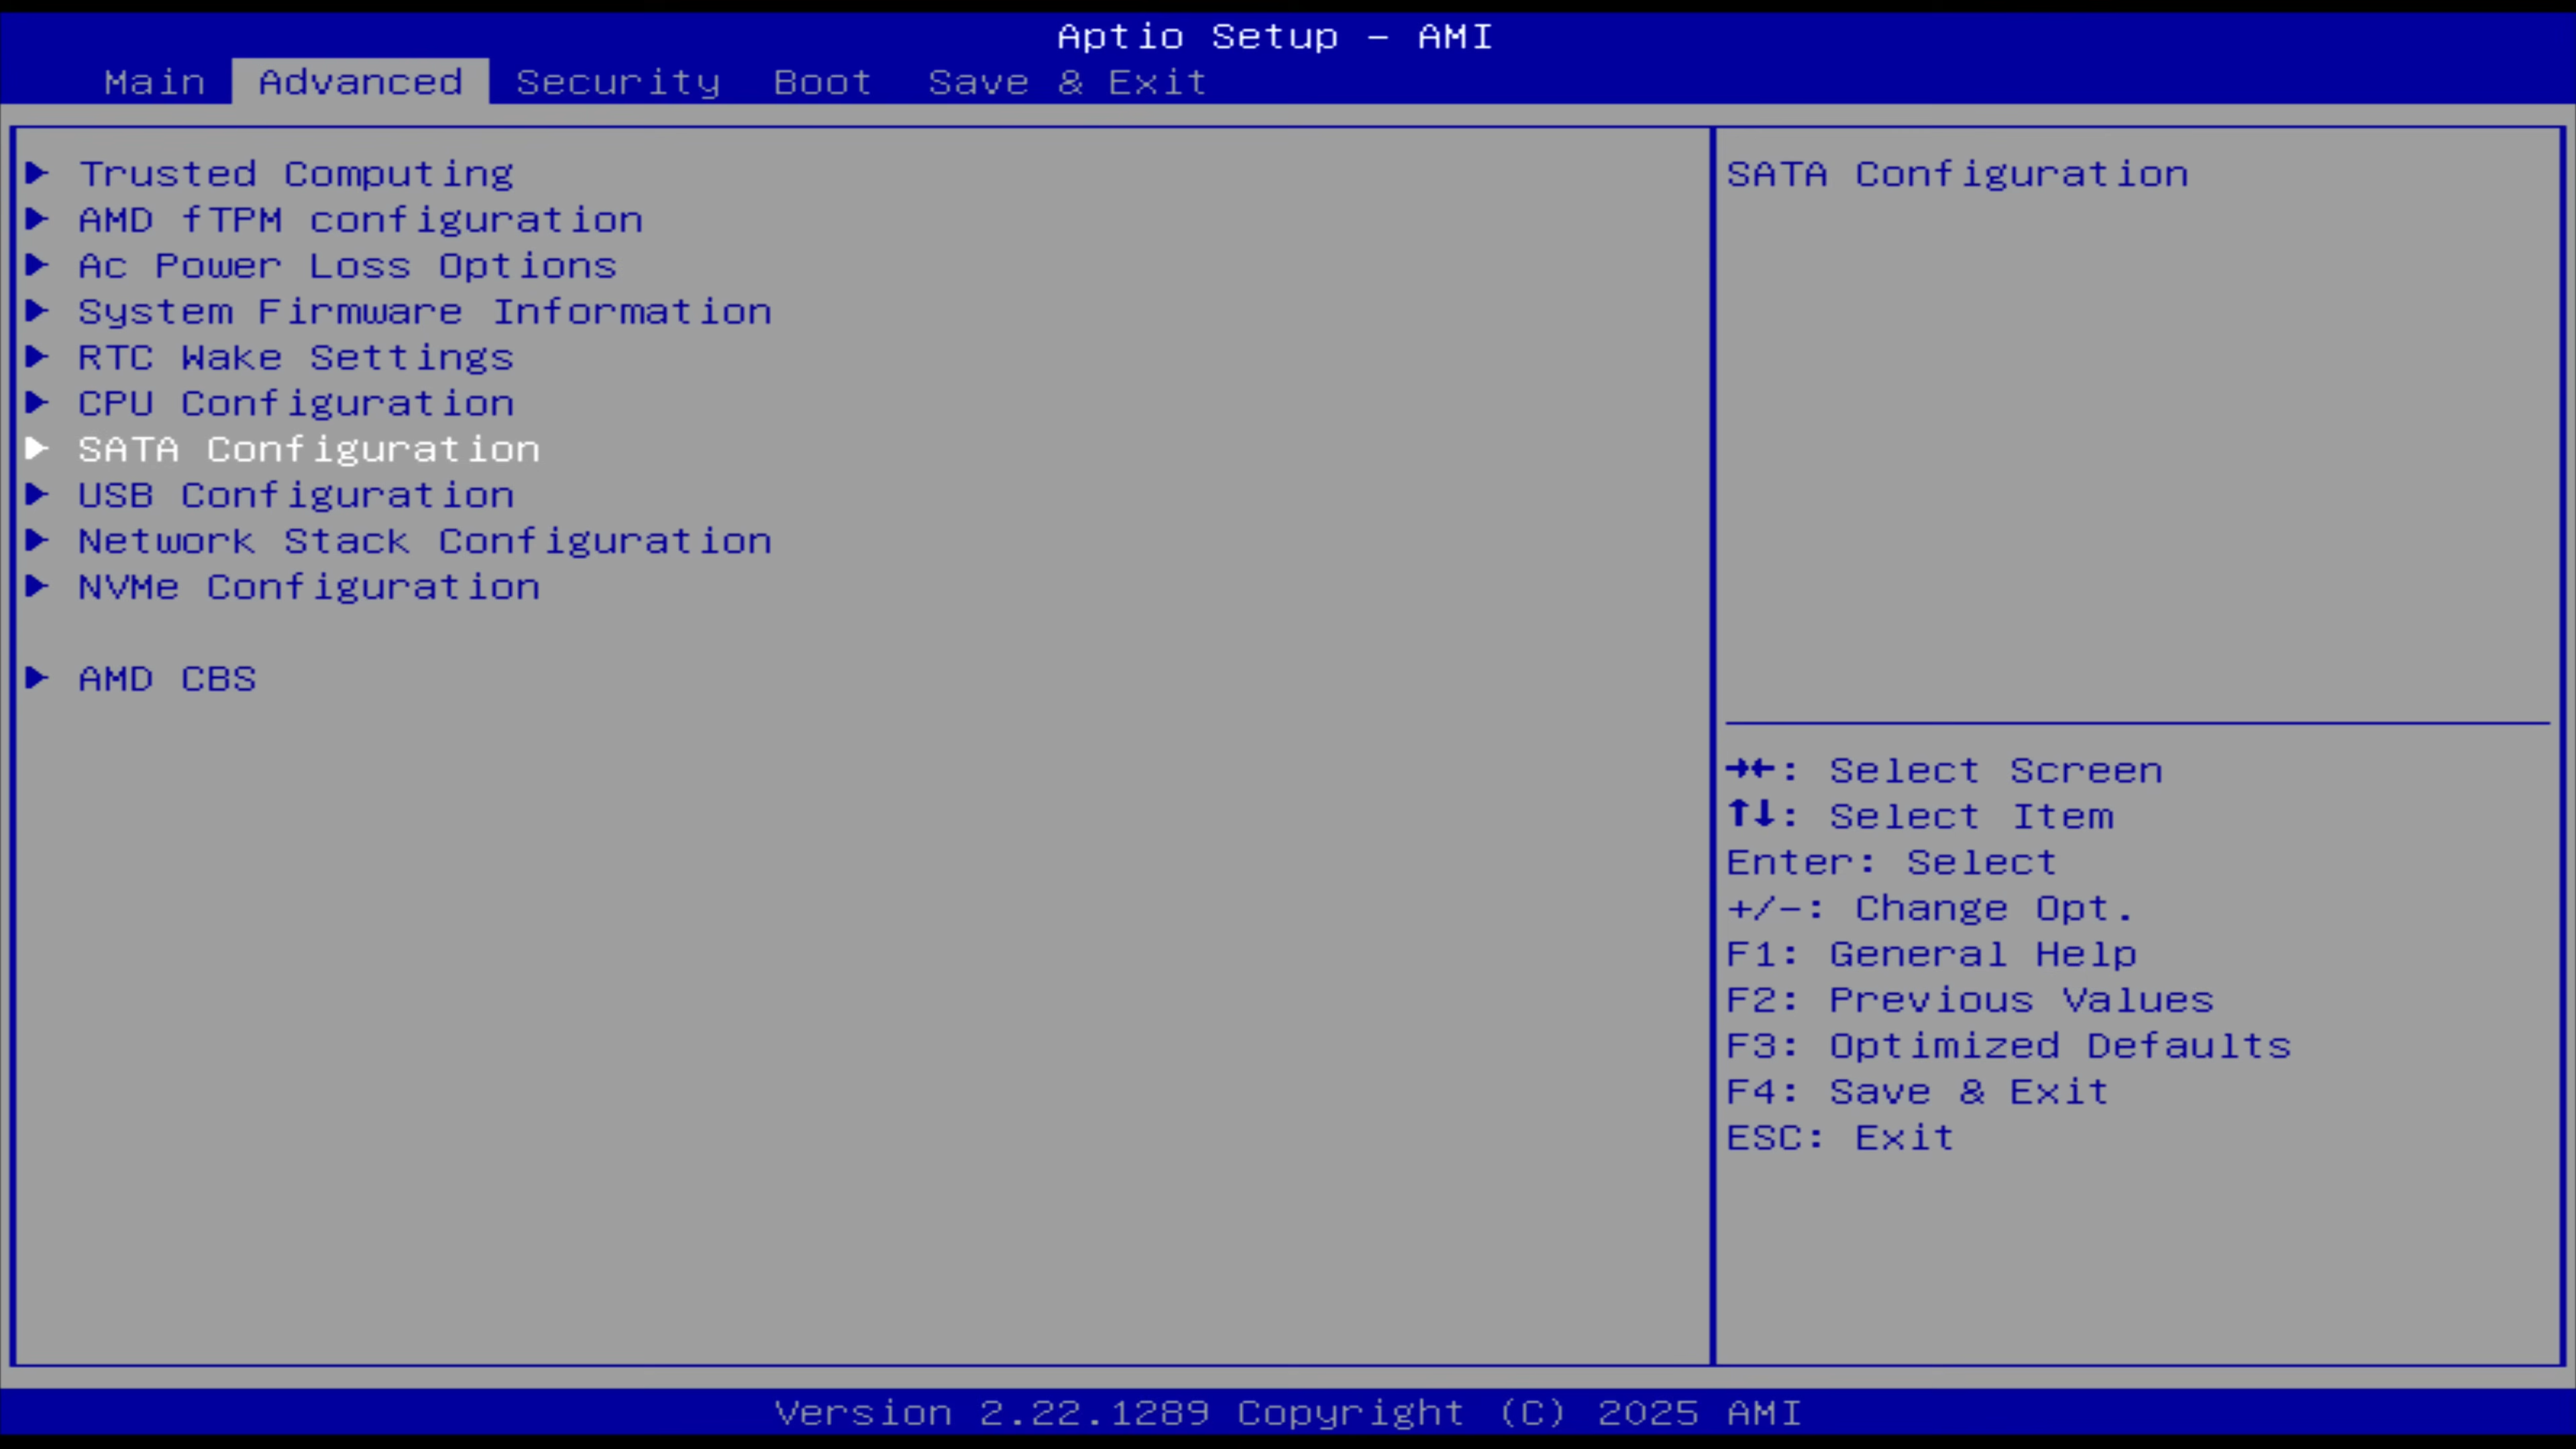 Aptio Setup - AMI
Main Advanced Security Boot Save & Exit
Trusted Computing
AMD fTPM configuration
Ac Power Loss Options
System Firmware Information
RTC Wake Settings
CPU Configuration
SATA Configuration
USB Configuration
Network Stack Configuration
NVMe Configuration
AMD CBS
SATA Configuration
→←: Select Screen
↑↓: Select Item
Enter: Select
+/-: Change Opt.
F1: General Help
F2: Previous Values
F3: Optimized Defaults
F4: Save & Exit
ESC: Exit
Version 2.22.1289 Copyright (C) 2025 AMI